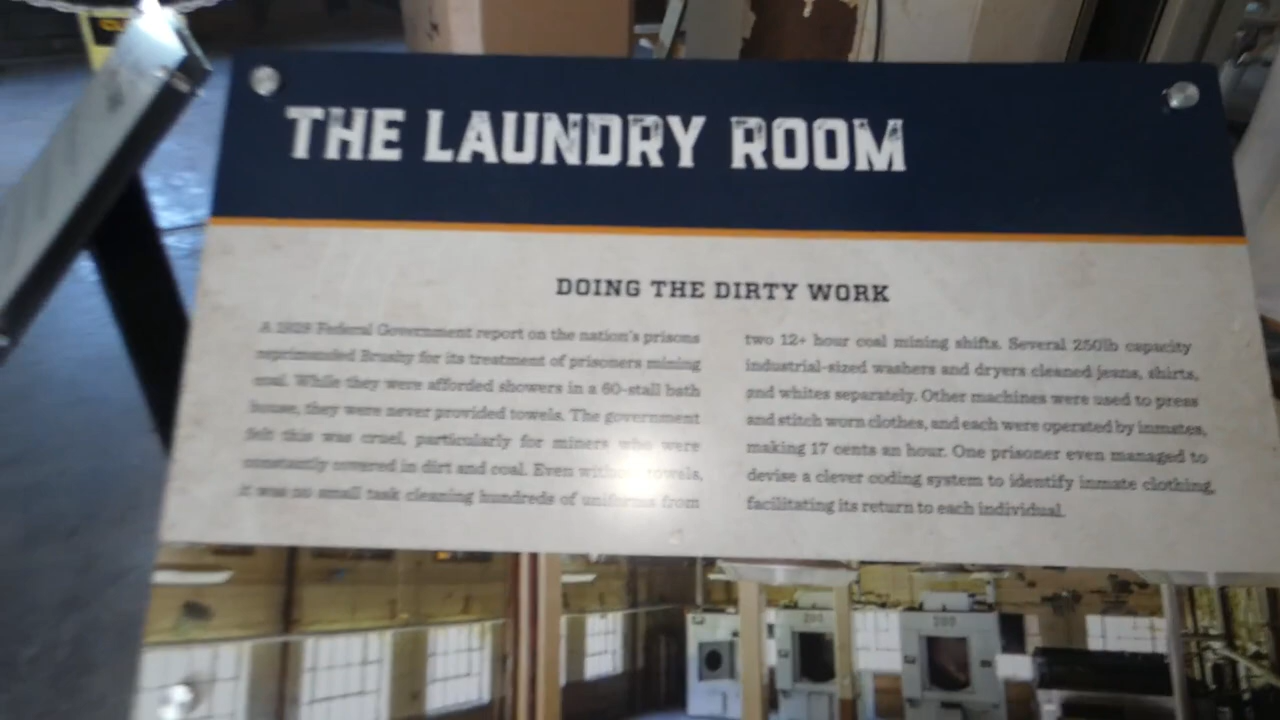 THE LAUNDRY ROOM
DOING THE DIRTY WORK
A 1929 Federal Government report on the nation's prisons
reprimanded Brushy for its treatment of prisoners mining
coal. While they were afforded showers in a 60-stall bath
house, they were never provided towels. The government
felt this was cruel, particularly for miners who were
constantly covered in dirt and coal. Even without towels,
it was no small task cleaning hundreds of uniforms from
two 12+ hour coal mining shifts. Several 250lb capacity
industrial-sized washers and dryers cleaned jeans, shirts,
and whites separately. Other machines were used to press
and stitch worn clothes, and each were operated by inmates,
making 17 cents an hour. One prisoner even managed to
devise a clever coding system to identify inmate clothing,
facilitating its return to each individual.